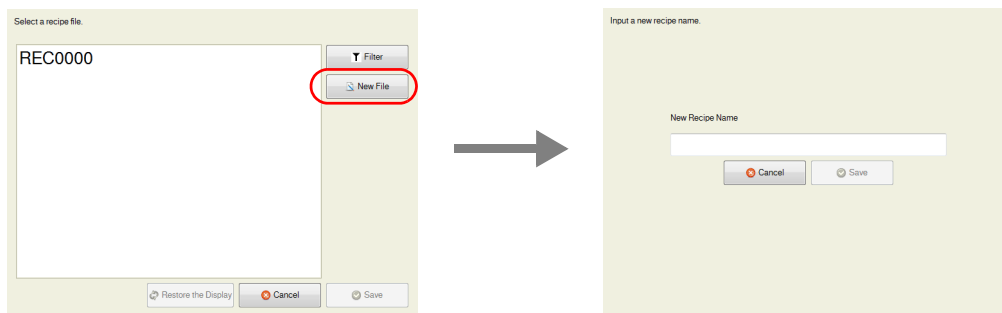 Select a recipe file.
REC0000
Filter
New File
Restore the Display
Cancel
Save
Input a new recipe name.
New Recipe Name
Cancel
Save